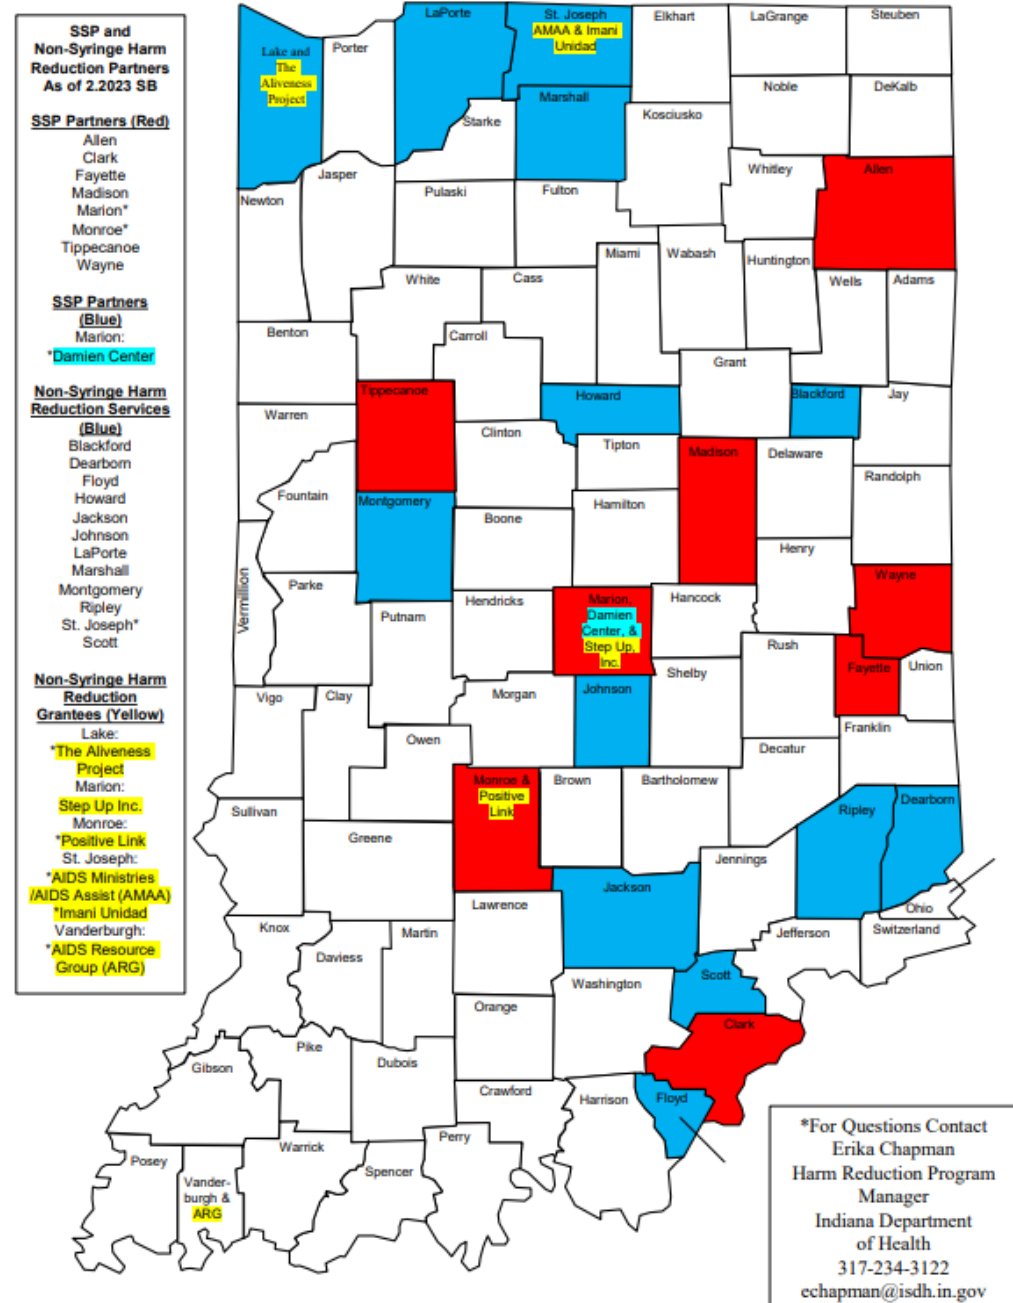 SSP and
Non-Syringe Harm
Reduction Partners
As of 2.2023 SB
SSP Partners (Red)
Allen
Clark
Fayette
Madison
Marion*
Monroe*
Tippecanoe
Wayne
SSP Partners
(Blue)
Marion:
*Damien Center
Non-Syringe Harm
Reduction Services
(Blue)
Blackford
Dearborn
Floyd
Howard
Jackson
Johnson
LaPorte
Marshall
Montgomery
Ripley
St. Joseph*
Scott
Non-Syringe Harm
Reduction
Grantees (Yellow)
Lake:
*The Aliveness
Project
Marion:
Step Up Inc.
Monroe:
*Positive Link
St. Joseph:
*AIDS Ministries
/AIDS Assist (AMAA)
*Imani Unidad
Vanderburgh:
*AIDS Resource
Group (ARG)
Lake and
The
Aliveness
Project
Porter
LaPorte
St. Joseph
AMAA & Imani
Unidad
Elkhart
LaGrange
Steuben
Noble
DeKalb
Marshall
Kosciusko
Starke
Whitley
Allen
Newton
Jasper
Pulaski
Fulton
Miami
Wabash
Huntington
Wells
Adams
White
Cass
Benton
Carroll
Grant
Tippecanoe
Howard
Blackford
Jay
Warren
Clinton
Tipton
Madison
Delaware
Randolph
Fountain
Montgomery
Boone
Hamilton
Henry
Wayne
Vermillion
Parke
Putnam
Hendricks
Marion,
Damien
Center, &
Step Up,
Inc.
Hancock
Rush
Fayette
Union
Vigo
Clay
Morgan
Johnson
Shelby
Franklin
Owen
Decatur
Monroe &
Positive
Link
Brown
Bartholomew
Ripley
Dearborn
Sullivan
Greene
Jennings
Jackson
Lawrence
Ohio
Knox
Martin
Daviess
Jefferson
Switzerland
Washington
Scott
Orange
Clark
Pike
Gibson
Dubois
Crawford
Harrison
Floyd
Posey
Warrick
Perry
Spencer
Vander-
burgh &
ARG
*For Questions Contact
Erika Chapman
Harm Reduction Program
Manager
Indiana Department
of Health
317-234-3122
echapman@isdh.in.gov